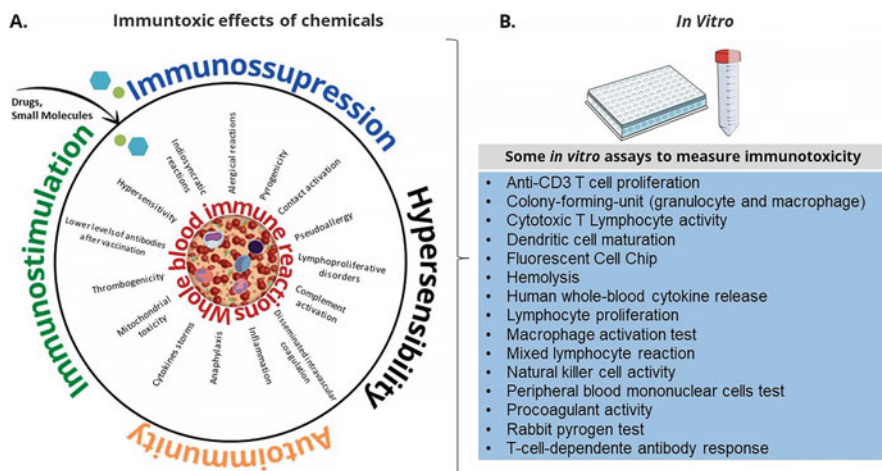 A.
Immuntoxic effects of chemicals
Immunossupression
Drugs,
Small Molecules
Immunostimulation
Hypersensibility
Autoimmunity
Whole blood immune reactions
Alergical reactions
Pyrogenicity
Contact activation
Pseudoallergy
Lymphoproliferative
disorders
Complement
activation
Disseminated intravascular
coagulation
Inflammation
Anaphylaxis
Cytokines storms
Mitochondrial
toxicity
Thrombogenicity
Lower levels of antibodies
after vaccination
Hypersensitivity
Indiosyncratic
reactions
B.
In Vitro
Some in vitro assays to measure immunotoxicity
• Anti-CD3 T cell proliferation
• Colony-forming-unit (granulocyte and macrophage)
• Cytotoxic T Lymphocyte activity
• Dendritic cell maturation
• Fluorescent Cell Chip
• Hemolysis
• Human whole-blood cytokine release
• Lymphocyte proliferation
• Macrophage activation test
• Mixed lymphocyte reaction
• Natural killer cell activity
• Peripheral blood mononuclear cells test
• Procoagulant activity
• Rabbit pyrogen test
• T-cell-dependente antibody response